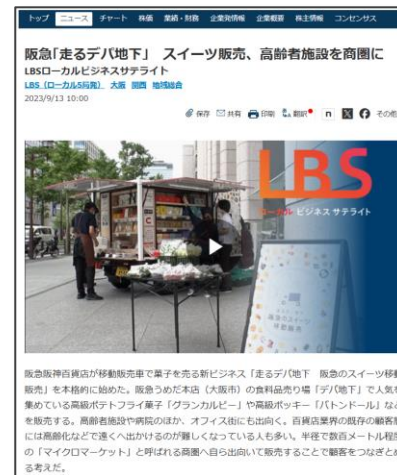 トップ ニュース チャート 株価 業績・財務 企業発情報 企業概要 株主情報 コンセンサス
阪急「走るデパ地下」 スイーツ販売、高齢者施設を商圏に
LBSローカルビジネスサテライト
LBS（ローカル5局発） 大阪 関西 地域総合
2023/9/13 10:00
保存 共有 印刷 翻訳 その他
LBS
ローカル ビジネス サテライト
阪急阪神百貨店が移動販売車で菓子を売る新ビジネス「走るデパ地下 阪急のスイーツ移動
販売」を本格的に始めた。阪急うめだ本店（大阪市）の食料品売り場「デパ地下」で人気を
集めている高級ポテトフライ菓子「グランカルビー」や高級ポッキー「バトンドール」など
を販売する。高齢者施設や病院のほか、オフィス街にも出向く。百貨店業界の既存の顧客層
には高齢化などで遠くへ出かけるのが難しくなっている人も多い。半径で数百メートル程度
の「マイクロマーケット」と呼ばれる商圏へ自ら出向いて販売することで顧客をつなぎとめ
る考えだ。